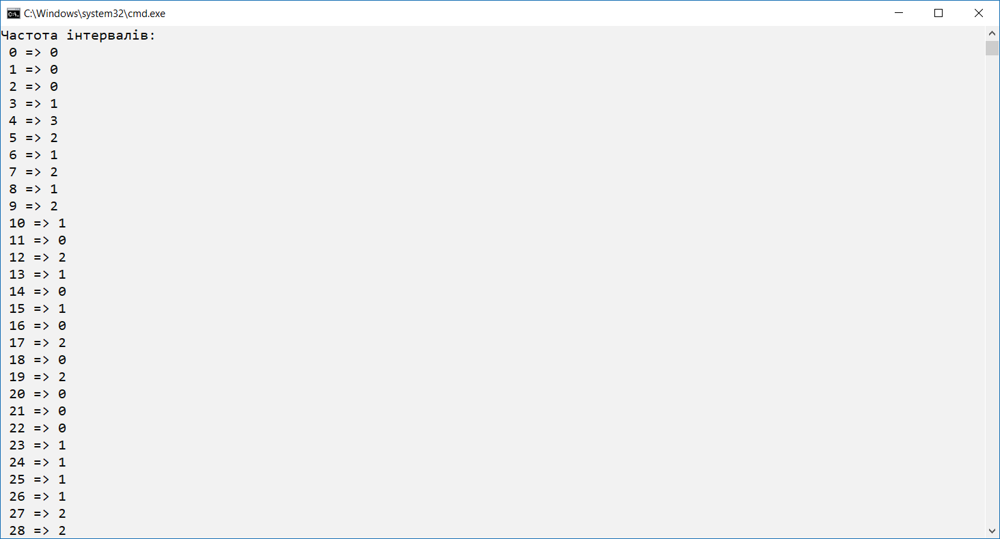 C:\Windows\system32\cmd.exe
Частота інтервалів:
0 => 0
1 => 0
2 => 0
3 => 1
4 => 3
5 => 2
6 => 1
7 => 2
8 => 1
9 => 2
10 => 1
11 => 0
12 => 2
13 => 1
14 => 0
15 => 1
16 => 0
17 => 2
18 => 0
19 => 2
20 => 0
21 => 0
22 => 0
23 => 1
24 => 1
25 => 1
26 => 1
27 => 2
28 => 2